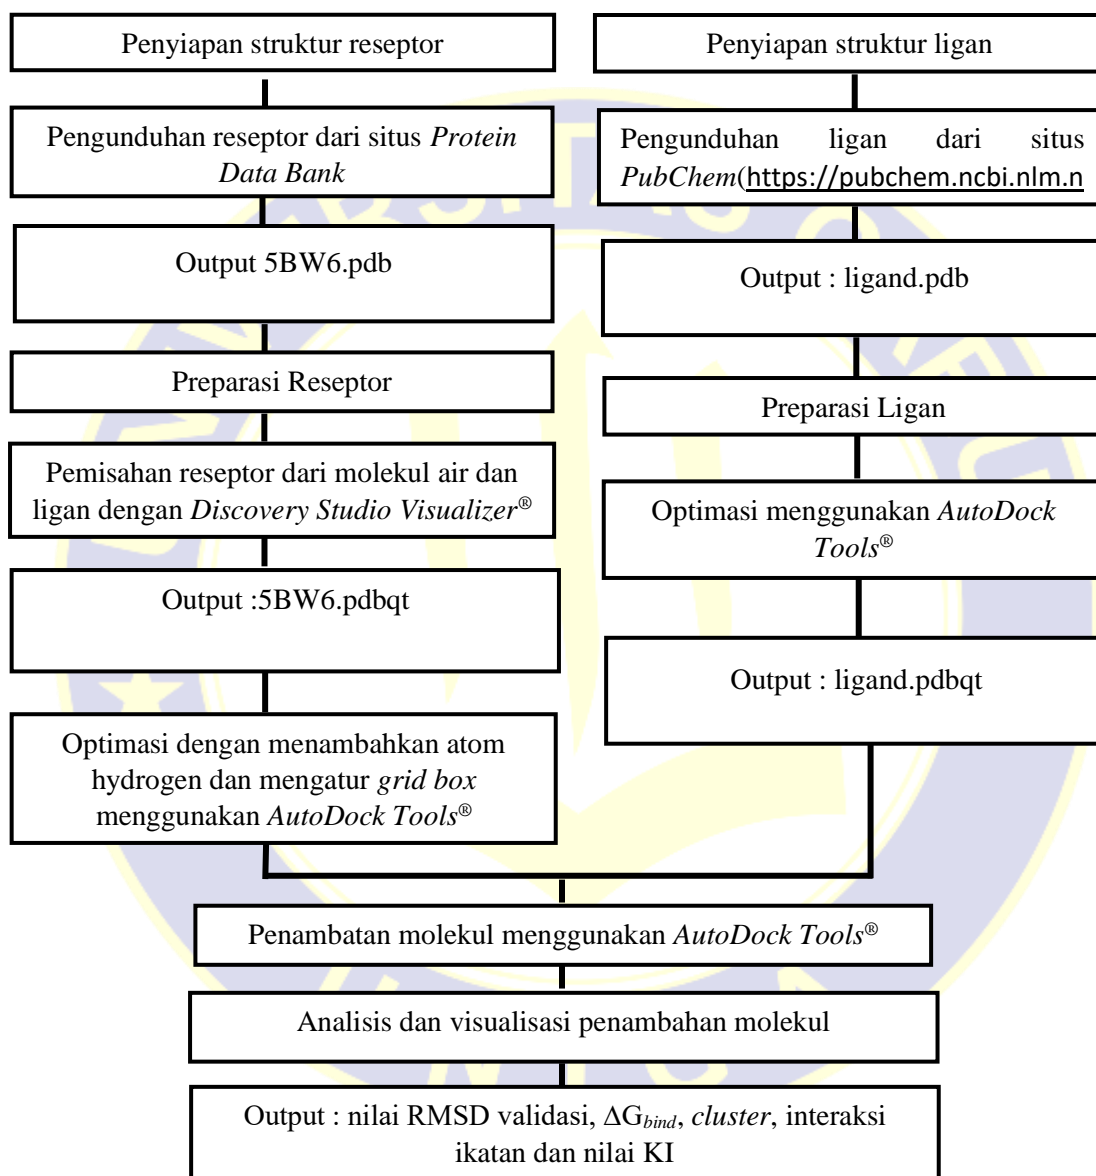 Penyiapan struktur reseptor
Pengunduhan reseptor dari situs Protein
Data Bank
Output 5BW6.pdb
Preparasi Reseptor
Pemisahan reseptor dari molekul air dan
ligan dengan Discovery Studio Visualizer®
Output :5BW6.pdbqt
Optimasi dengan menambahkan atom
hydrogen dan mengatur grid box
menggunakan AutoDock Tools®
Penyiapan struktur ligan
Pengunduhan ligan dari situs
PubChem(https://pubchem.ncbi.nlm.n
Output : ligand.pdb
Preparasi Ligan
Optimasi menggunakan AutoDock
Tools®
Output : ligand.pdbqt
Penambatan molekul menggunakan AutoDock Tools®
Analisis dan visualisasi penambahan molekul
Output : nilai RMSD validasi, ΔGbind, cluster, interaksi
ikatan dan nilai KI